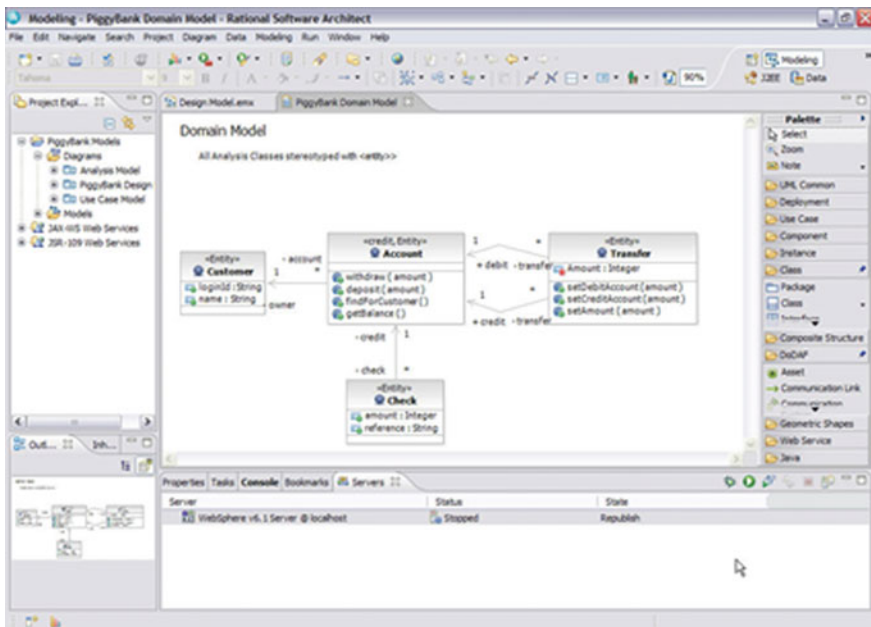 Modeling - PiggyBank Domain Model - Rational Software Architect
File Edit Navigate Search Project Diagram Data Modeling Run Window Help
Modeling
Tahoma
9
B I
A
90%
J2EE
Data
Project Expl...
Design Model.emx
PiggyBank Domain Model
PiggyBank Models
Diagrams
Analysis Model
PiggyBank Design
Use Case Model
Models
JAX-WS Web Services
JSR-109 Web Services
Domain Model
All Analysis Classes stereotyped with <entity>>
«Entity»
Customer
loginId : String
name : String
- account
1
*
- owner
«credit, Entity»
Account
withdraw ( amount )
deposit ( amount )
findForCustomer ( )
getBalance ( )
1
*
+ debit
- transfer
1
*
+ credit
- transfer
«Entity»
Transfer
Amount : Integer
setDebitAccount ( amount )
setCreditAccount ( amount )
setAmount ( amount )
- credit
1
- check
*
«Entity»
Check
amount : Integer
reference : String
Palette
Select
Zoom
Note
UML Common
Deployment
Use Case
Component
Instance
Class
Package
Class
Interface
Composite Structure
DoDAF
Asset
Communication Link
Communication
Geometric Shapes
Web Service
Java
Out...
Inh...
Properties Tasks Console Bookmarks Servers
Server Status State
WebSphere v6.1 Server @ localhost Stopped Republish